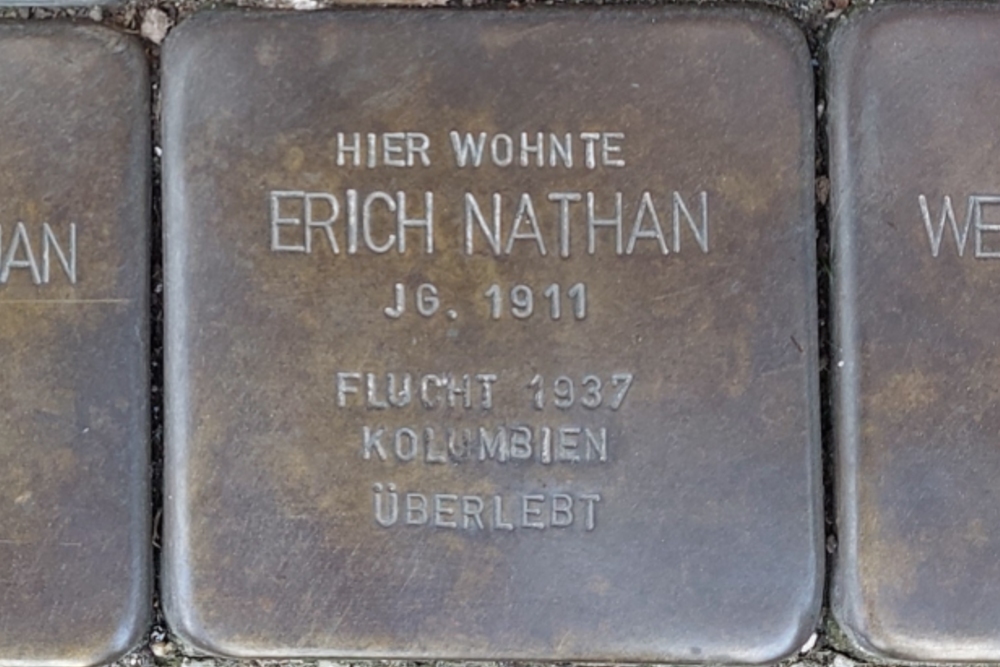 HIER WOHNTE
ERICH NATHAN
JG. 1911
FLUCHT 1937
KOLUMBIEN
ÜBERLEBT